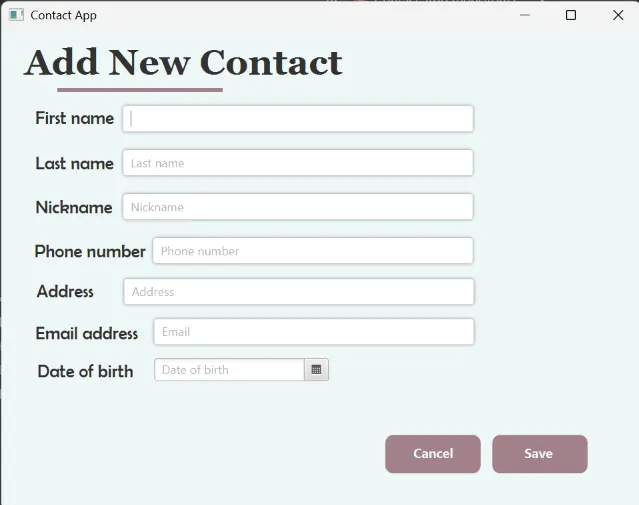 Contact App
Add New Contact
First name
Last name Last name
Nickname Nickname
Phone number Phone number
Address Address
Email address Email
Date of birth Date of birth
Cancel Save